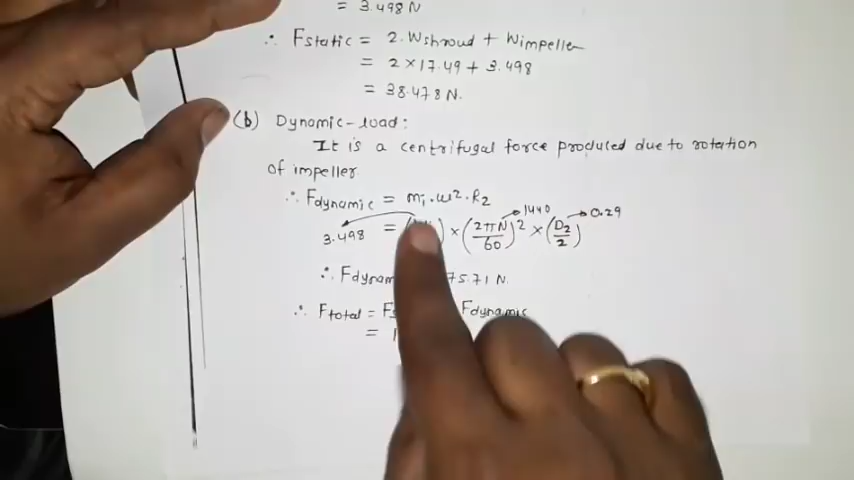 = 3.498 N
∴ Fstatic = 2. Wshroud + Wimpeller
= 2 × 17.49 + 3.498
= 38.478 N.
(b) Dynamic-load:
It is a centrifugal force produced due to rotation
of impeller
∴ Fdynamic = mi. ω². R2
3.498 = ( ) × (2πN/60)² × (D2/2) 1440 0.29
∴ 75.71 N
∴ Ftotal = Fdynamic
=